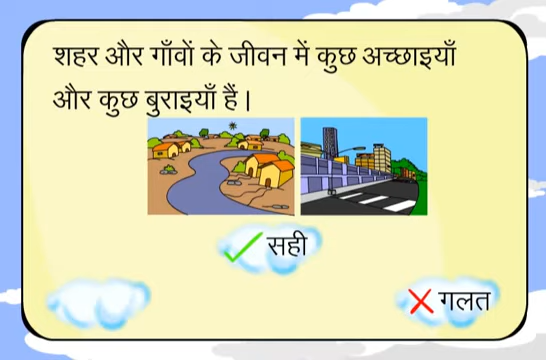 शहर और गाँवों के जीवन में कुछ अच्छाइयाँ
और कुछ बुराइयाँ हैं।
सही
गलत